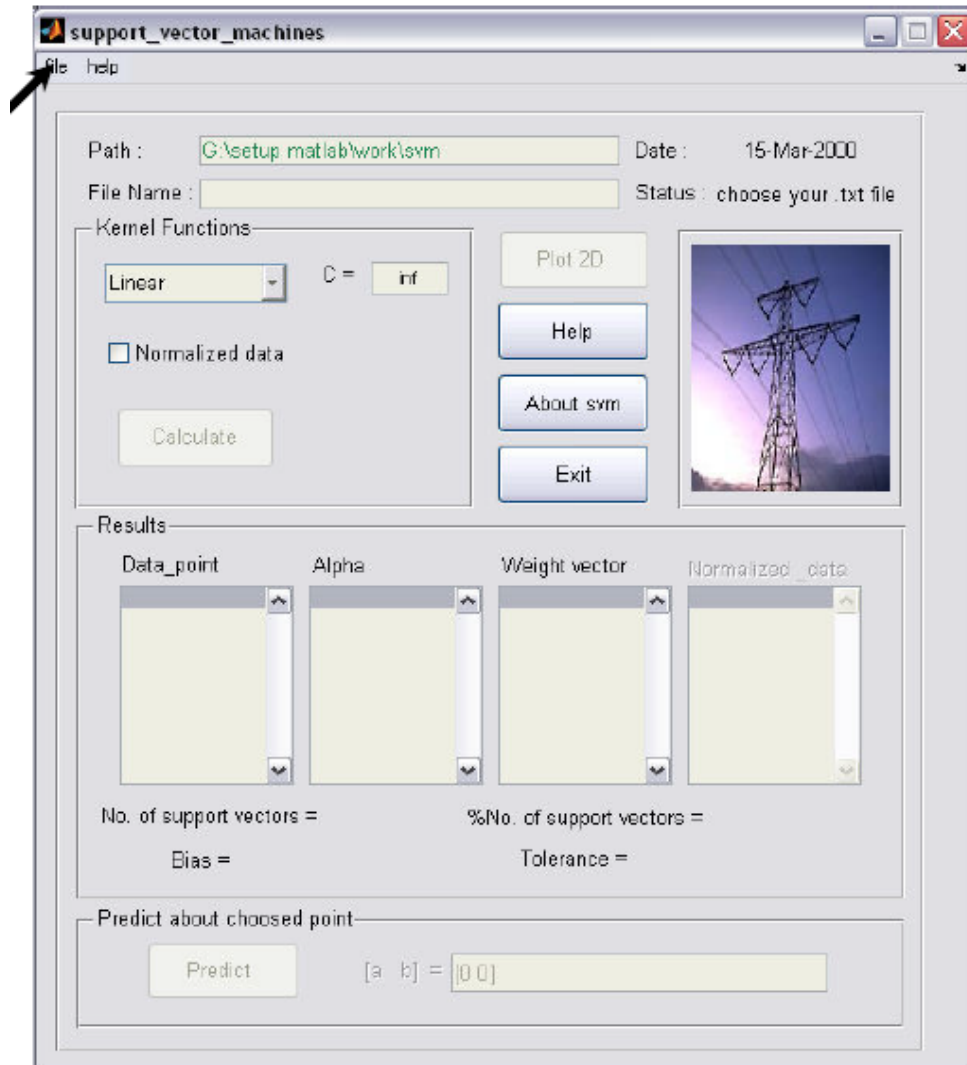 support_vector_machines
file help
Path : G:\setup matlab\work\svm Date : 15-Mar-2000
File Name : Status : choose your .txt file
Kernel Functions
Linear C = inf
Normalized data
Calculate
Plot 2D
Help
About svm
Exit
Results
Data_point Alpha Weight vector Normalized _data
No. of support vectors = %No. of support vectors =
Bias = Tolerance =
Predict about choosed point
Predict [a b] = [0 0]